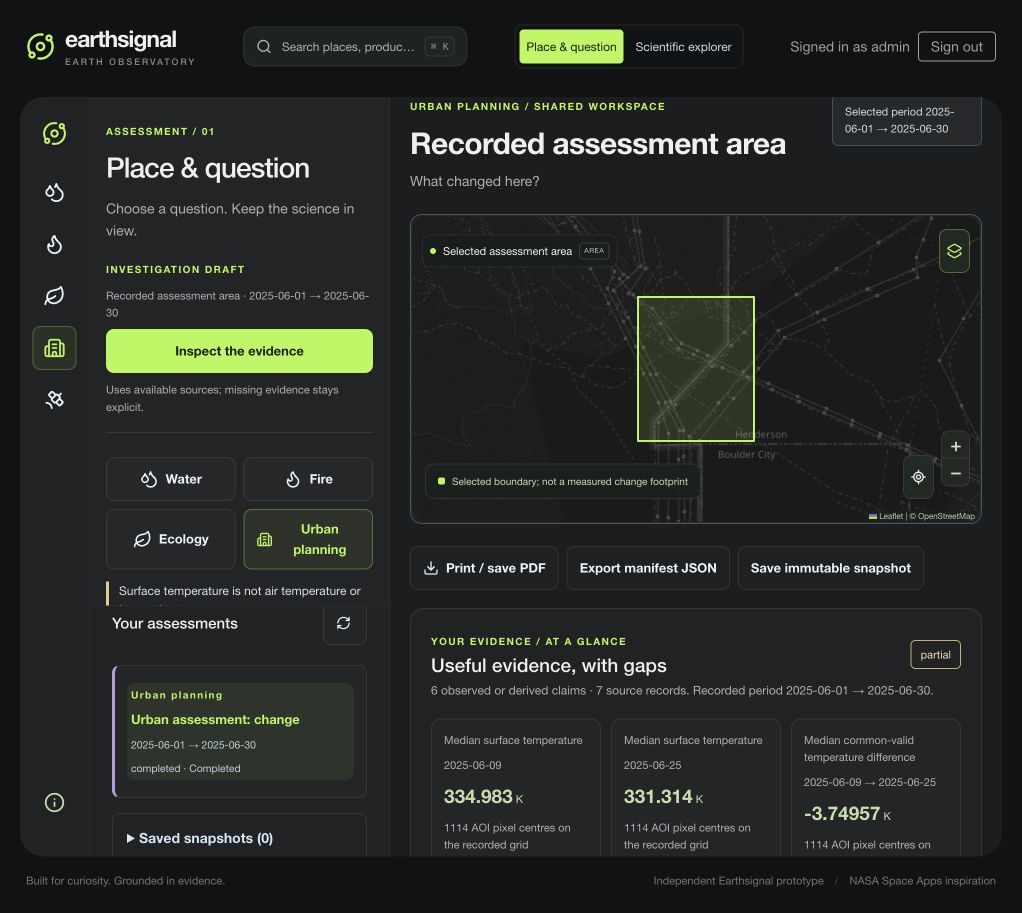 earthsignal
EARTH OBSERVATORY
Search places, produc… ⌘ K
Place & question
Scientific explorer
Signed in as admin
Sign out
ASSESSMENT / 01
Place & question
Choose a question. Keep the science in
view.
INVESTIGATION DRAFT
Recorded assessment area · 2025-06-01 → 2025-06-
30
Inspect the evidence
Uses available sources; missing evidence stays
explicit.
Water
Fire
Ecology
Urban
planning
Surface temperature is not air temperature or
Your assessments
Urban planning
Urban assessment: change
2025-06-01 → 2025-06-30
completed · Completed
▶ Saved snapshots (0)
URBAN PLANNING / SHARED WORKSPACE
Recorded assessment area
What changed here?
Selected period 2025-
06-01 → 2025-06-30
Selected assessment area AREA
Henderson
Boulder City
+
−
Selected boundary; not a measured change footprint
Leaflet | © OpenStreetMap
Print / save PDF
Export manifest JSON
Save immutable snapshot
YOUR EVIDENCE / AT A GLANCE
Useful evidence, with gaps
partial
6 observed or derived claims · 7 source records. Recorded period 2025-06-01 → 2025-06-30.
Median surface temperature
2025-06-09
334.983 K
1114 AOI pixel centres on
the recorded grid
Median surface temperature
2025-06-25
331.314 K
1114 AOI pixel centres on
the recorded grid
Median common-valid
temperature difference
2025-06-09 → 2025-06-25
-3.74957 K
1114 AOI pixel centres on
Built for curiosity. Grounded in evidence.
Independent Earthsignal prototype / NASA Space Apps inspiration